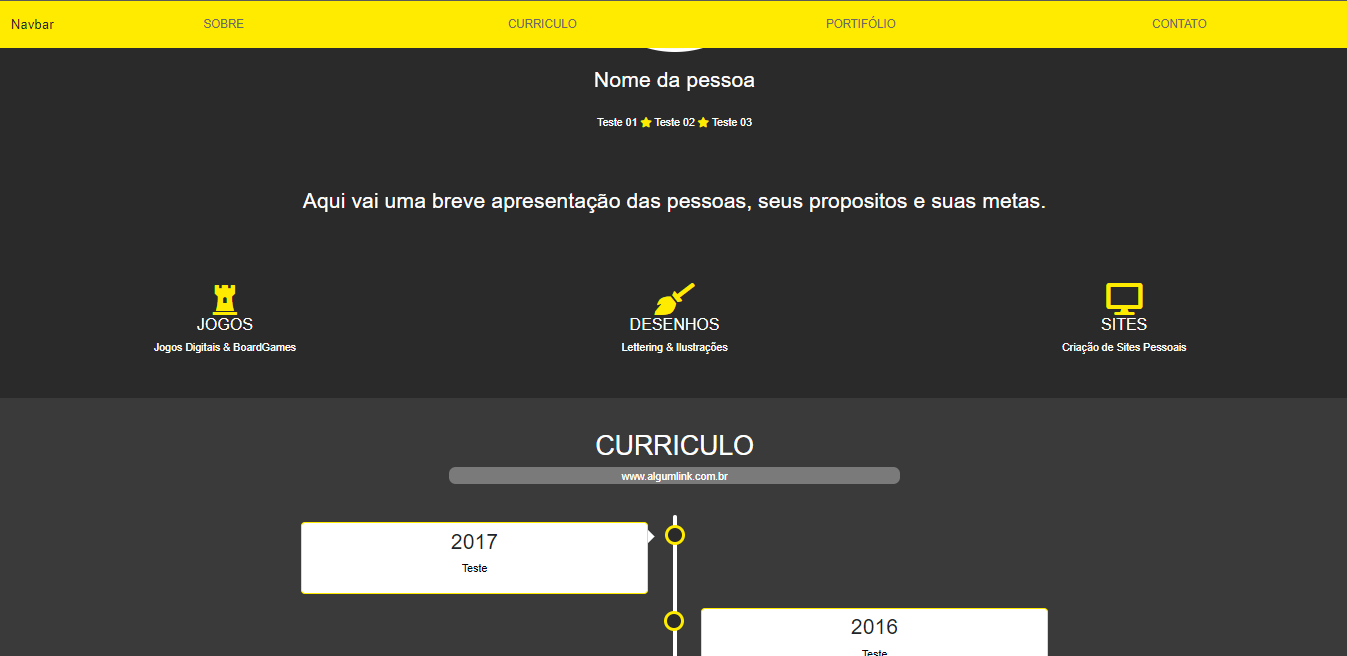 Navbar SOBRE CURRICULO PORTIFÓLIO CONTATO
Nome da pessoa
Teste 01 Teste 02 Teste 03
Aqui vai uma breve apresentação das pessoas, seus propositos e suas metas.
JOGOS DESENHOS SITES
Jogos Digitais & BoardGames Lettering & Ilustrações Criação de Sites Pessoais
CURRICULO
www.algumlink.com.br
2017
Teste
2016
Teste